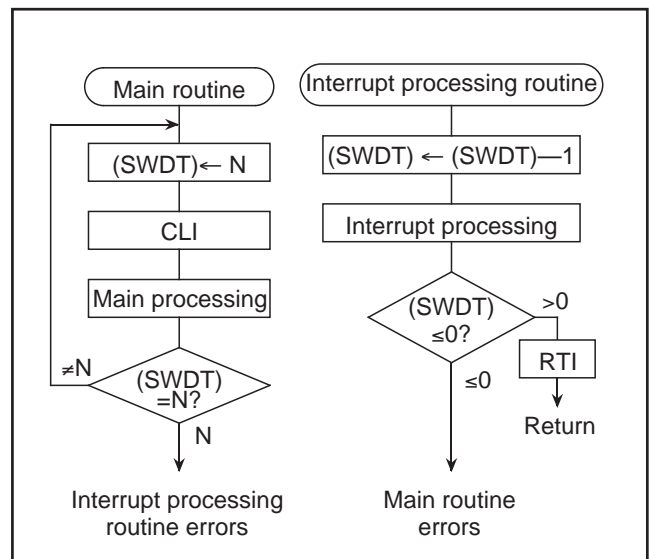 Main routine
(SWDT)← N
CLI
Main processing
≠N
(SWDT)
=N?
N
Interrupt processing
routine errors
Interrupt processing routine
(SWDT) ← (SWDT)—1
Interrupt processing
(SWDT)
≤0?
>0
≤0
RTI
Return
Main routine
errors